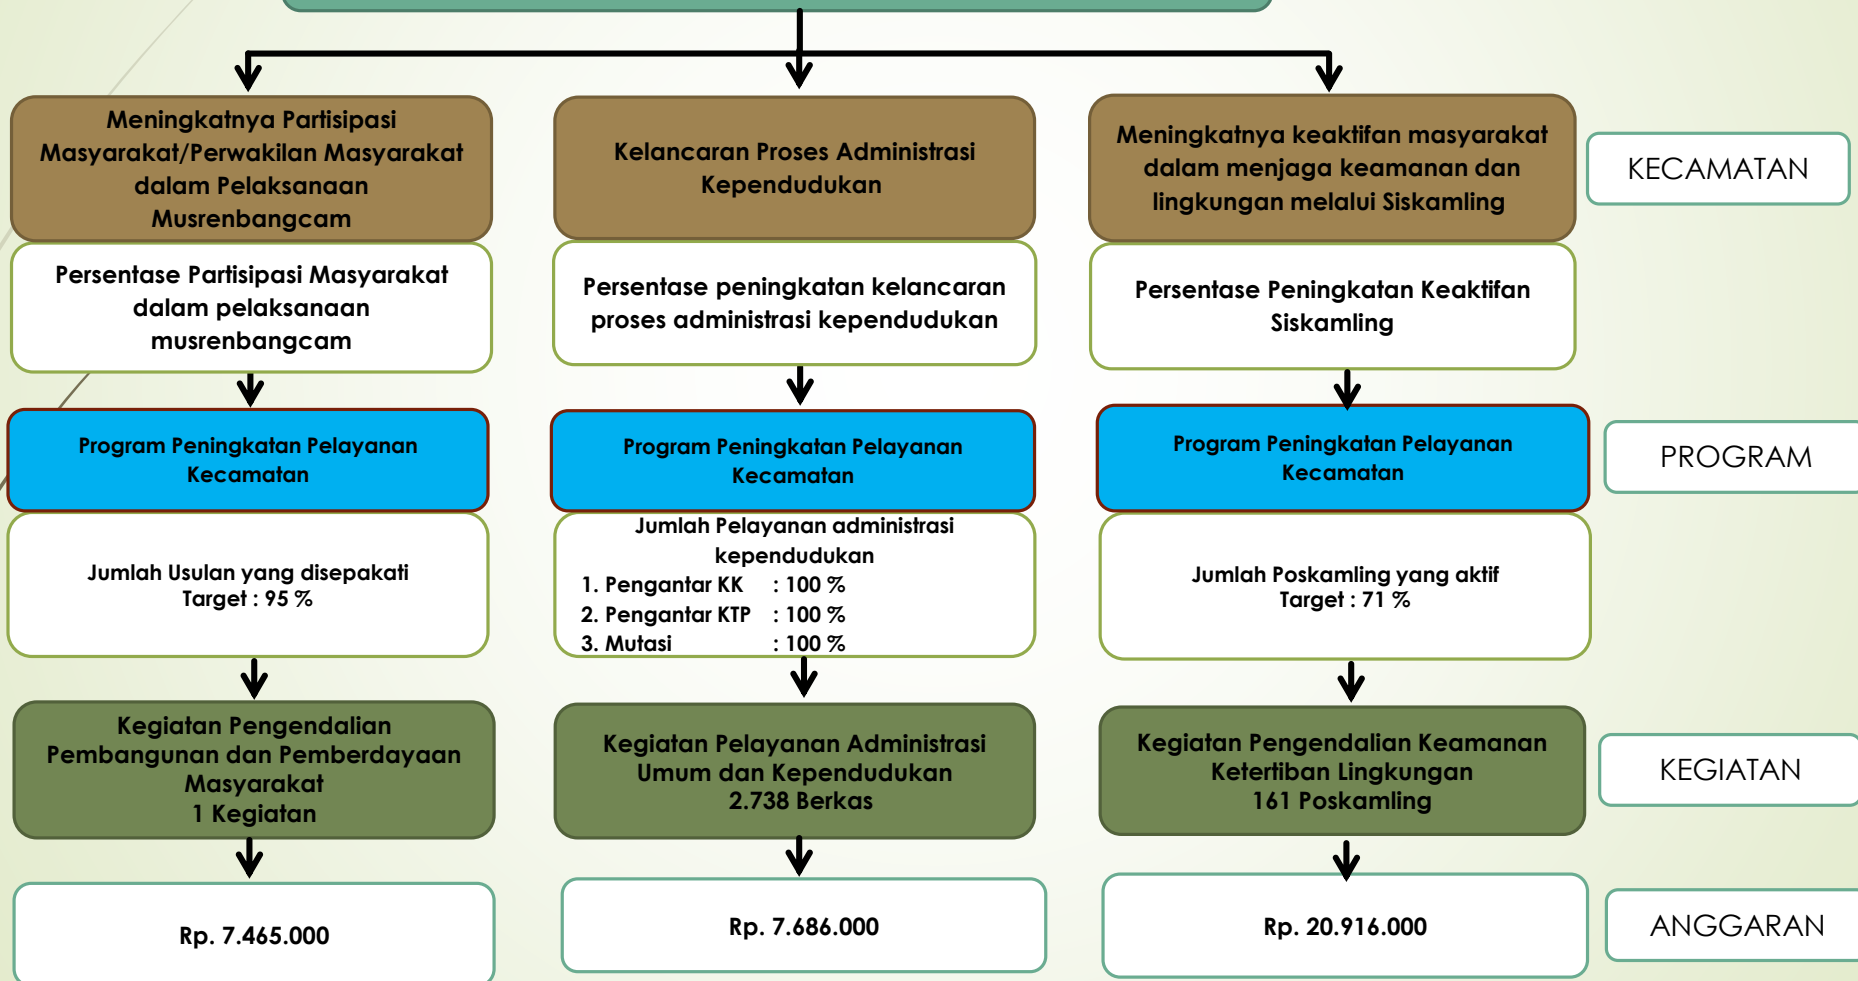 Meningkatnya Partisipasi
Masyarakat/Perwakilan Masyarakat
dalam Pelaksanaan
Musrenbangcam
Kelancaran Proses Administrasi
Kependudukan
Meningkatnya keaktifan masyarakat
dalam menjaga keamanan dan
lingkungan melalui Siskamling
KECAMATAN
Persentase Partisipasi Masyarakat
dalam pelaksanaan
musrenbangcam
Persentase peningkatan kelancaran
proses administrasi kependudukan
Persentase Peningkatan Keaktifan
Siskamling
Program Peningkatan Pelayanan
Kecamatan
Program Peningkatan Pelayanan
Kecamatan
Program Peningkatan Pelayanan
Kecamatan
PROGRAM
Jumlah Usulan yang disepakati
Target : 95 %
Jumlah Pelayanan administrasi
kependudukan
1. Pengantar KK : 100 %
2. Pengantar KTP : 100 %
3. Mutasi : 100 %
Jumlah Poskamling yang aktif
Target : 71 %
Kegiatan Pengendalian
Pembangunan dan Pemberdayaan
Masyarakat
1 Kegiatan
Kegiatan Pelayanan Administrasi
Umum dan Kependudukan
2.738 Berkas
Kegiatan Pengendalian Keamanan
Ketertiban Lingkungan
161 Poskamling
KEGIATAN
Rp. 7.465.000
Rp. 7.686.000
Rp. 20.916.000
ANGGARAN